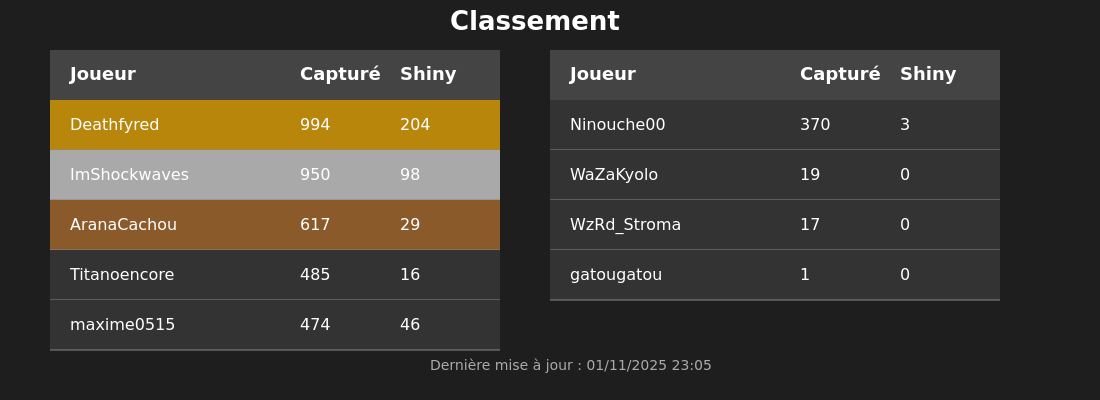 Classement
Joueur Capturé Shiny
Deathfyred 994 204
ImShockwaves 950 98
AranaCachou 617 29
Titanoencore 485 16
maxime0515 474 46
Joueur Capturé Shiny
Ninouche00 370 3
WaZaKyolo 19 0
WzRd_Stroma 17 0
gatougatou 1 0
Dernière mise à jour : 01/11/2025 23:05